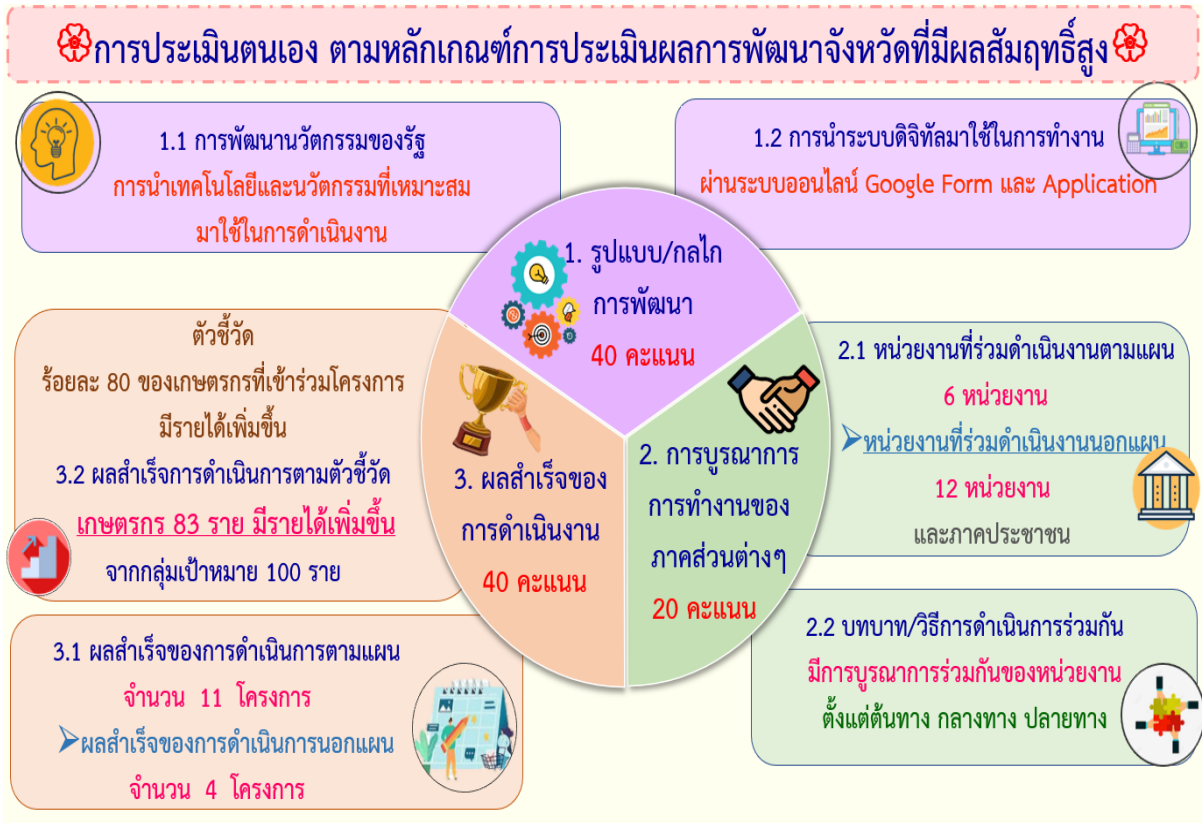 การประเมินตนเอง ตามหลักเกณฑ์การประเมินผลการพัฒนาจังหวัดที่มีผลสัมฤทธิ์สูง
1.1 การพัฒนานวัตกรรมของรัฐ
การนำเทคโนโลยีและนวัตกรรมที่เหมาะสม
มาใช้ในการดำเนินงาน
1.2 การนำระบบดิจิทัลมาใช้ในการทำงาน
ผ่านระบบออนไลน์ Google Form และ Application
1. รูปแบบ/กลไก
การพัฒนา
40 คะแนน
2. การบูรณาการ
การทำงานของ
ภาคส่วนต่างๆ
20 คะแนน
3. ผลสำเร็จของ
การดำเนินงาน
40 คะแนน
2.1 หน่วยงานที่ร่วมดำเนินงานตามแผน
6 หน่วยงาน
➢หน่วยงานที่ร่วมดำเนินงานนอกแผน
12 หน่วยงาน
และภาคประชาชน
2.2 บทบาท/วิธีการดำเนินการร่วมกัน
มีการบูรณาการร่วมกันของหน่วยงาน
ตั้งแต่ต้นทาง กลางทาง ปลายทาง
ตัวชี้วัด
ร้อยละ 80 ของเกษตรกรที่เข้าร่วมโครงการ
มีรายได้เพิ่มขึ้น
3.2 ผลสำเร็จการดำเนินการตามตัวชี้วัด
เกษตรกร 83 ราย มีรายได้เพิ่มขึ้น
จากกลุ่มเป้าหมาย 100 ราย
3.1 ผลสำเร็จของการดำเนินการตามแผน
จำนวน 11 โครงการ
➢ผลสำเร็จของการดำเนินการนอกแผน
จำนวน 4 โครงการ